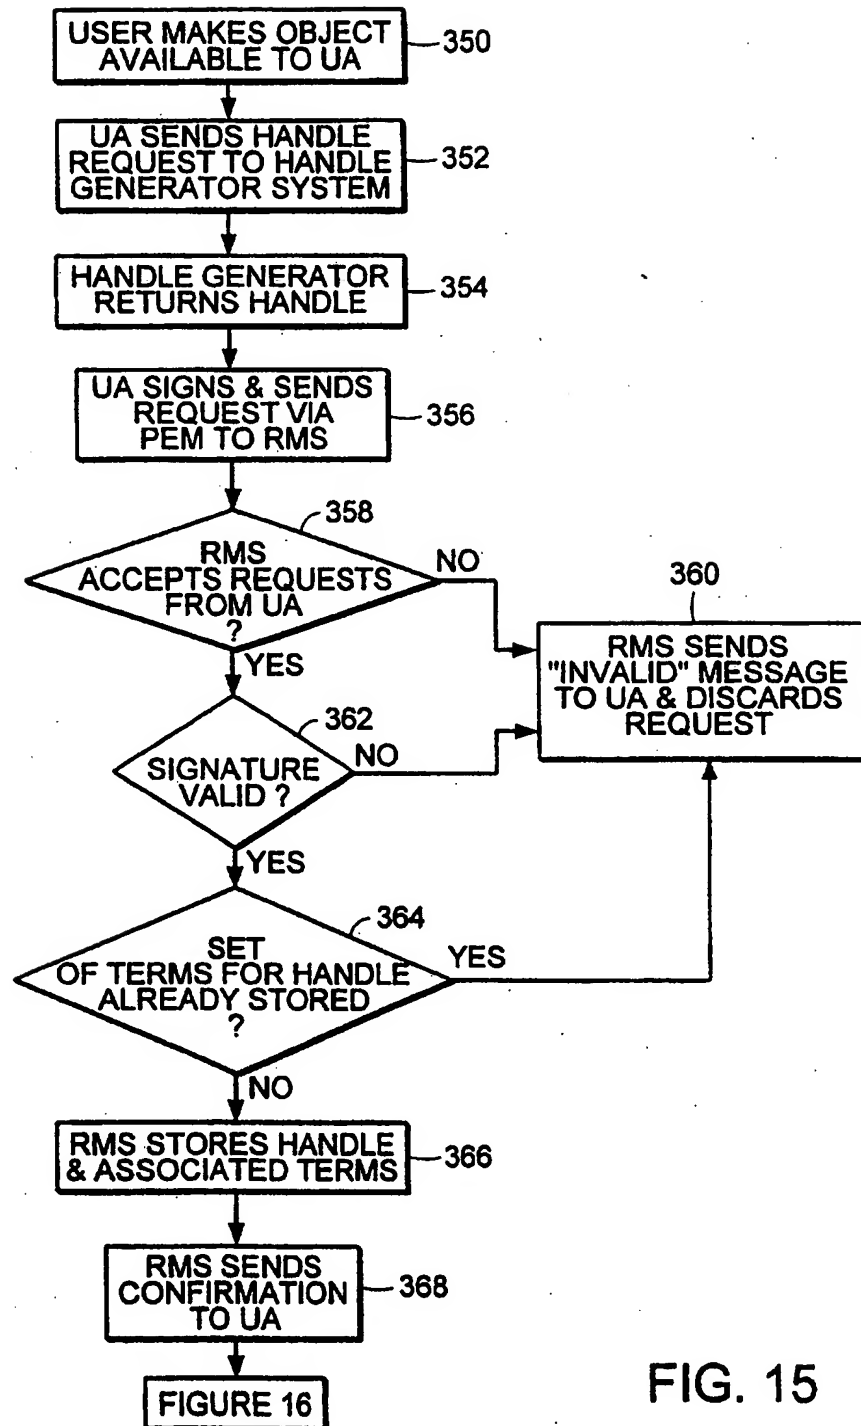 USER MAKES OBJECT
AVAILABLE TO UA
350
UA SENDS HANDLE
REQUEST TO HANDLE
GENERATOR SYSTEM
352
HANDLE GENERATOR
RETURNS HANDLE
354
UA SIGNS & SENDS
REQUEST VIA
PEM TO RMS
356
358
RMS
ACCEPTS REQUESTS
FROM UA
?
NO
YES
360
RMS SENDS
"INVALID" MESSAGE
TO UA & DISCARDS
REQUEST
362
SIGNATURE
VALID ?
NO
YES
364
SET
OF TERMS FOR HANDLE
ALREADY STORED
?
YES
NO
RMS STORES HANDLE
& ASSOCIATED TERMS
366
RMS SENDS
CONFIRMATION
TO UA
368
FIGURE 16
FIG. 15